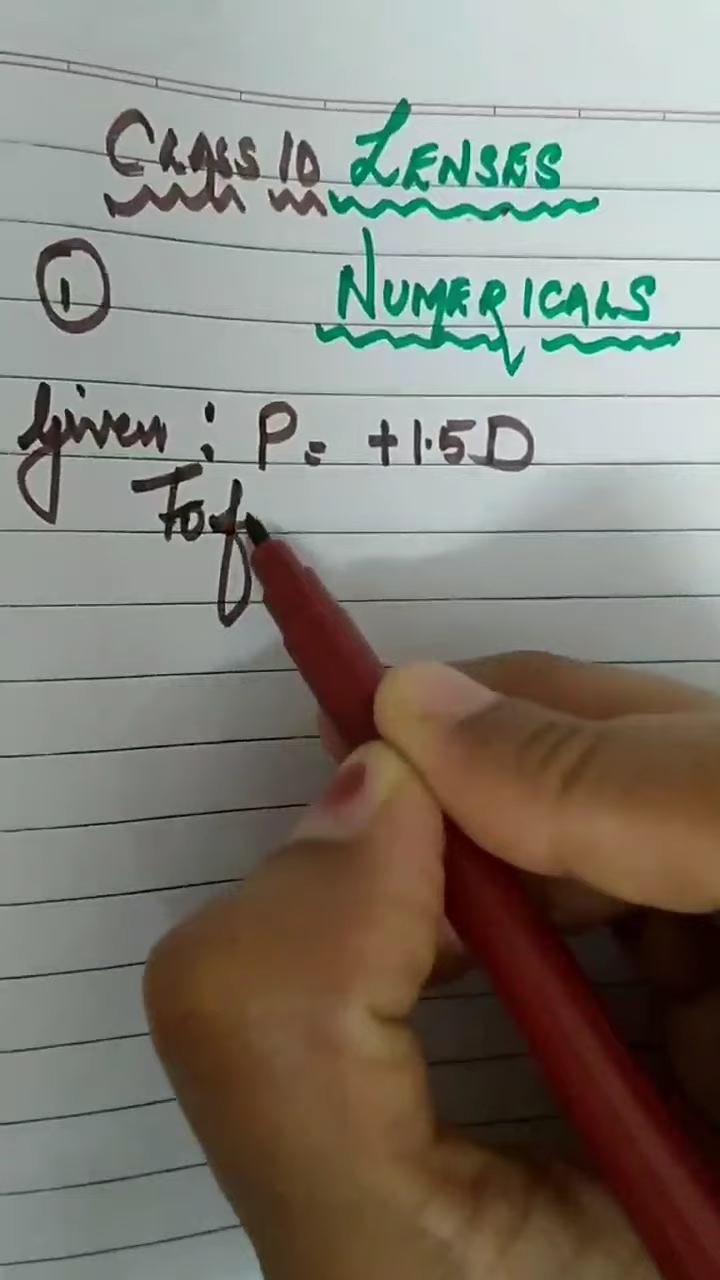 CLASS 10 LENSES
1 NUMERICALS
Given : P = +1.5D
To f